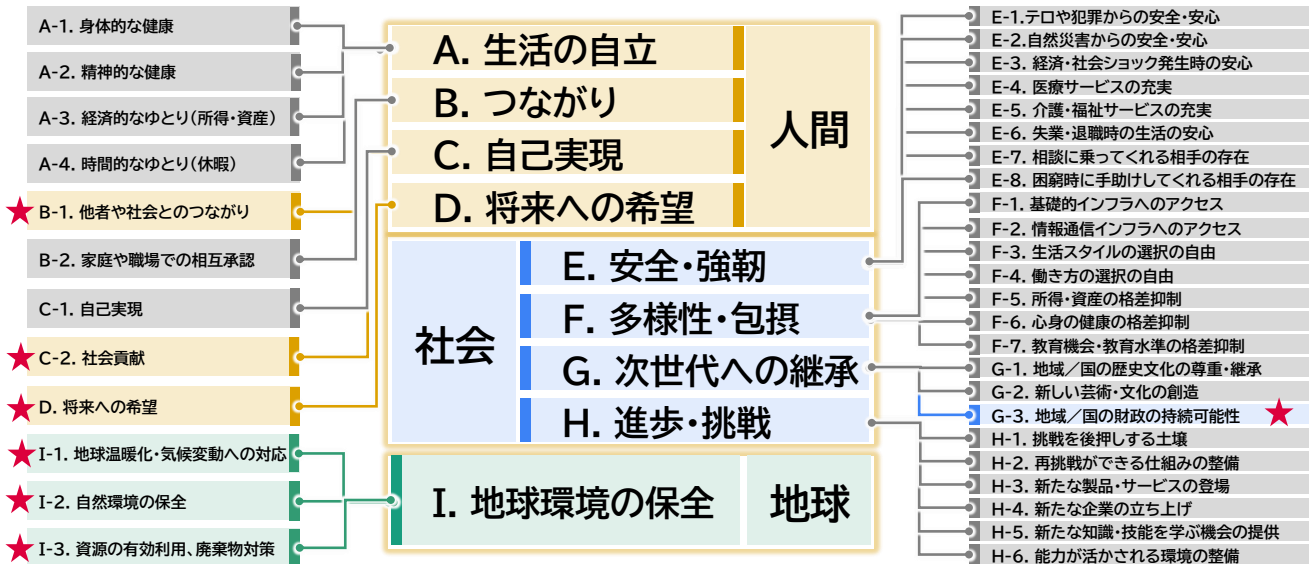 A-1. 身体的な健康
A-2. 精神的な健康
A-3. 経済的なゆとり(所得・資産)
A-4. 時間的なゆとり(休暇)
B-1. 他者や社会とのつながり
B-2. 家庭や職場での相互承認
C-1. 自己実現
C-2. 社会貢献
D. 将来への希望
I-1. 地球温暖化・気候変動への対応
I-2. 自然環境の保全
I-3. 資源の有効利用、廃棄物対策
A. 生活の自立
B. つながり
C. 自己実現
D. 将来への希望
人間
社会
E. 安全・強靭
F. 多様性・包摂
G. 次世代への継承
H. 進歩・挑戦
I. 地球環境の保全
地球
E-1.テロや犯罪からの安全・安心
E-2.自然災害からの安全・安心
E-3. 経済・社会ショック発生時の安心
E-4. 医療サービスの充実
E-5. 介護・福祉サービスの充実
E-6. 失業・退職時の生活の安心
E-7. 相談に乗ってくれる相手の存在
E-8. 困窮時に手助けしてくれる相手の存在
F-1. 基礎的インフラへのアクセス
F-2. 情報通信インフラへのアクセス
F-3. 生活スタイルの選択の自由
F-4. 働き方の選択の自由
F-5. 所得・資産の格差抑制
F-6. 心身の健康の格差抑制
F-7. 教育機会・教育水準の格差抑制
G-1. 地域／国の歴史文化の尊重・継承
G-2. 新しい芸術・文化の創造
G-3. 地域／国の財政の持続可能性
H-1. 挑戦を後押しする土壌
H-2. 再挑戦ができる仕組みの整備
H-3. 新たな製品・サービスの登場
H-4. 新たな企業の立ち上げ
H-5. 新たな知識・技能を学ぶ機会の提供
H-6. 能力が活かされる環境の整備